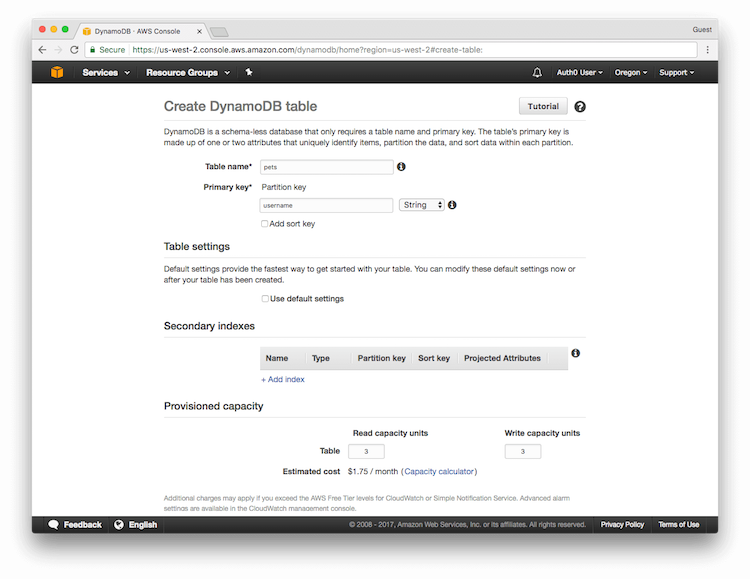 DynamoDB · AWS Console
Guest
Secure https://us-west-2.console.aws.amazon.com/dynamodb/home?region=us-west-2#create-table:
Services Resource Groups Auth0 User Oregon Support
Create DynamoDB table Tutorial
DynamoDB is a schema-less database that only requires a table name and primary key. The table's primary key is
made up of one or two attributes that uniquely identify items, partition the data, and sort data within each partition.
Table name* pets
Primary key* Partition key
username String
Add sort key
Table settings
Default settings provide the fastest way to get started with your table. You can modify these default settings now or
after your table has been created.
Use default settings
Secondary indexes
Name Type Partition key Sort key Projected Attributes
+ Add index
Provisioned capacity
Read capacity units Write capacity units
Table 3 3
Estimated cost $1.75 / month (Capacity calculator)
Additional charges may apply if you exceed the AWS Free Tier levels for CloudWatch or Simple Notification Service. Advanced alarm
settings are available in the CloudWatch management console.
Feedback English © 2008 - 2017, Amazon Web Services, Inc. or its affiliates. All rights reserved. Privacy Policy Terms of Use